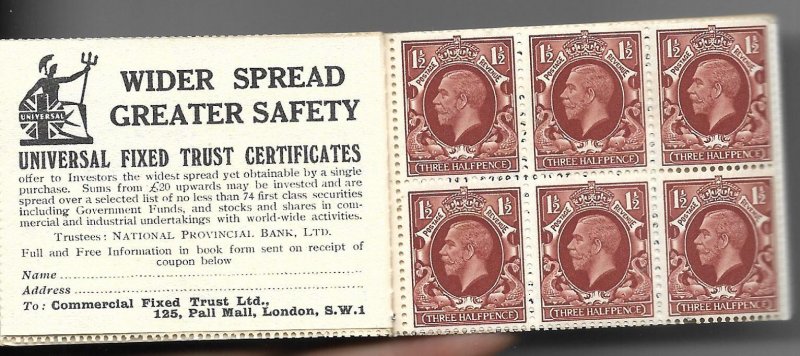 UNIVERSAL
WIDER SPREAD
GREATER SAFETY
UNIVERSAL FIXED TRUST CERTIFICATES
offer to Investors the widest spread yet obtainable by a single
purchase. Sums from £20 upwards may be invested and are
spread over a selected list of no less than 74 first class securities
including Government Funds, and stocks and shares in com-
mercial and industrial undertakings with world-wide activities.
Trustees: NATIONAL PROVINCIAL BANK, LTD.
Full and Free Information in book form sent on receipt of
coupon below
Name
Address
To: Commercial Fixed Trust Ltd.,
125, Pall Mall, London, S.W.1
1½ 1½
POSTAGE REVENUE
THREE HALFPENCE
1½ 1½
POSTAGE REVENUE
THREE HALFPENCE
1½ 1½
POSTAGE REVENUE
THREE HALFPENCE
1½ 1½
POSTAGE REVENUE
THREE HALFPENCE
1½ 1½
POSTAGE REVENUE
THREE HALFPENCE
1½ 1½
POSTAGE REVENUE
THREE HALFPENCE